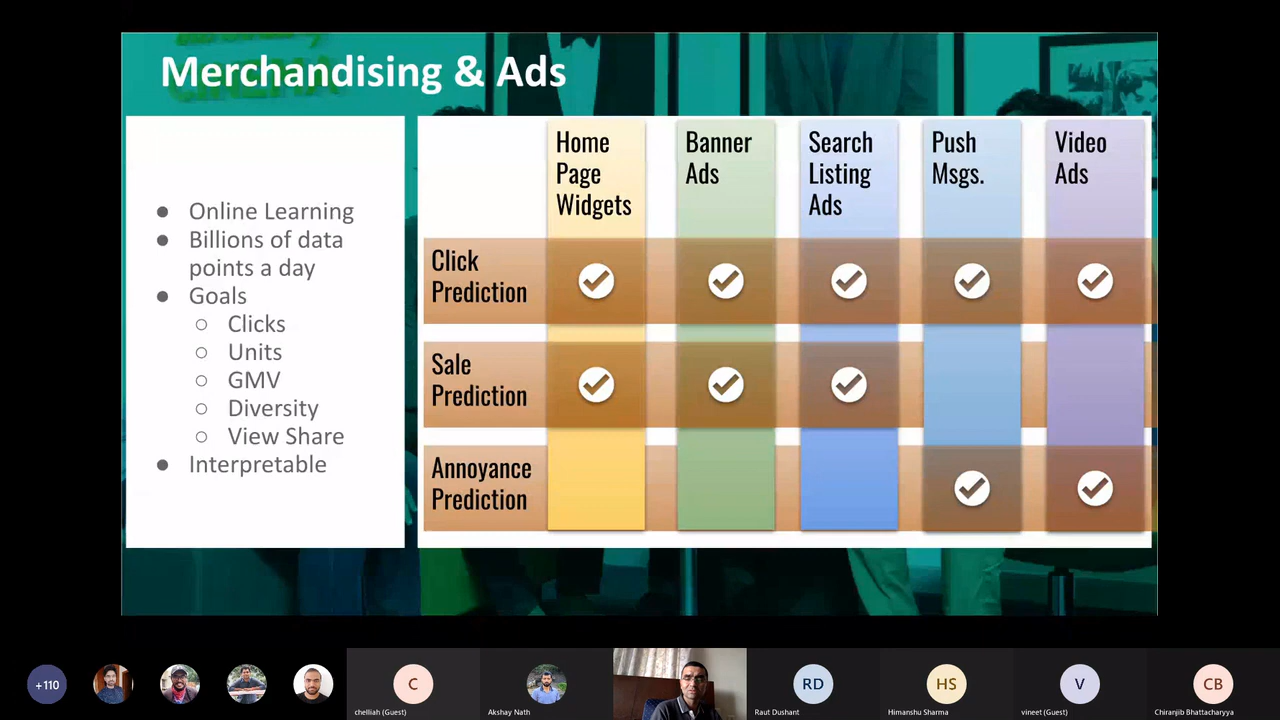 Merchandising & Ads
● Online Learning
● Billions of data
points a day
● Goals
○ Clicks
○ Units
○ GMV
○ Diversity
○ View Share
● Interpretable
Home
Page
Widgets
Banner
Ads
Search
Listing
Ads
Push
Msgs.
Video
Ads
Click
Prediction
Sale
Prediction
Annoyance
Prediction
+110
C
chelliah (Guest)
Akshay Nath
RD
Raut Dushant
HS
Himanshu Sharma
V
vineet (Guest)
CB
Chiranjib Bhattacharyya